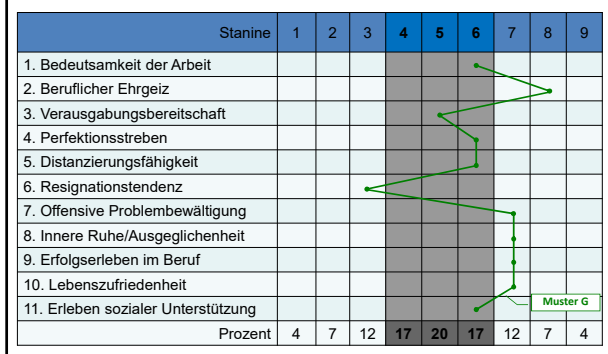 Stanine 1 2 3 4 5 6 7 8 9
1. Bedeutsamkeit der Arbeit
2. Beruflicher Ehrgeiz
3. Verausgabungsbereitschaft
4. Perfektionsstreben
5. Distanzierungsfähigkeit
6. Resignationstendenz
7. Offensive Problembewältigung
8. Innere Ruhe/Ausgeglichenheit
9. Erfolgserleben im Beruf
10. Lebenszufriedenheit
Muster G
11. Erleben sozialer Unterstützung
Prozent 4 7 12 17 20 17 12 7 4